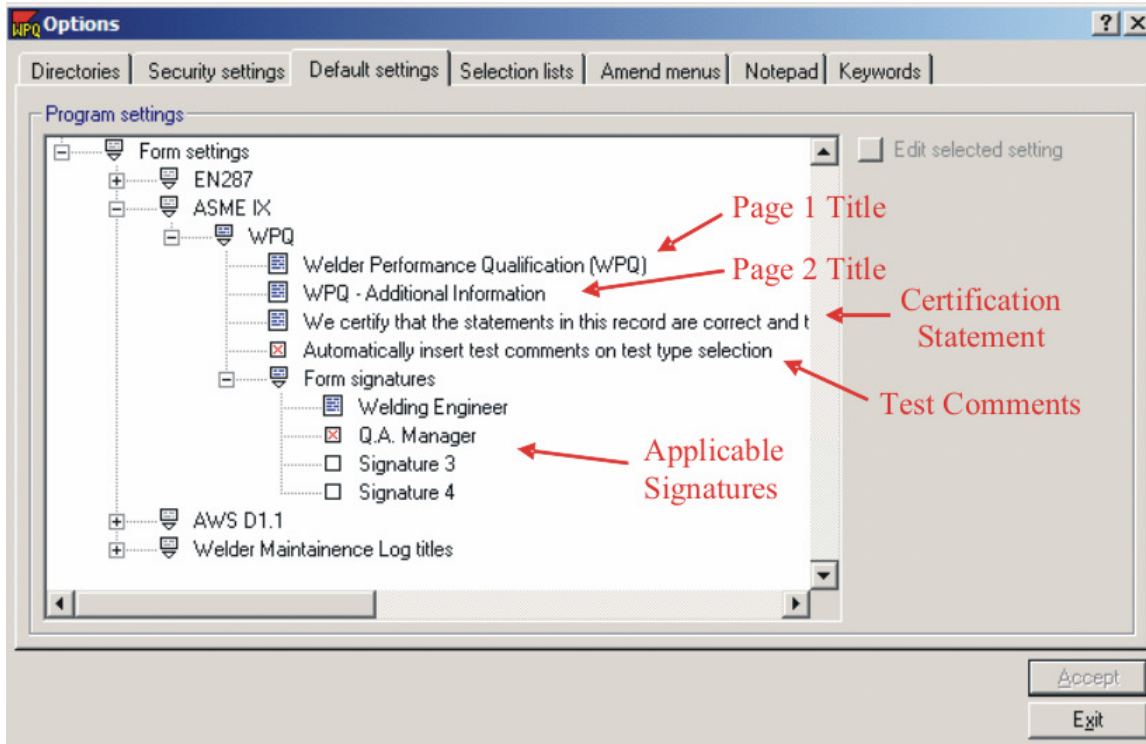 WPQ Options
Directories Security settings Default settings Selection lists Amend menus Notepad Keywords
Program settings
Form settings
Edit selected setting
EN287
ASME IX
Page 1 Title
WPQ
Welder Performance Qualification (WPQ)
Page 2 Title
WPQ - Additional Information
Certification
Statement
We certify that the statements in this record are correct and t
Automatically insert test comments on test type selection
Form signatures
Test Comments
Welding Engineer
Q.A. Manager
Applicable
Signatures
Signature 3
Signature 4
AWS D1.1
Welder Maintainence Log titles
Accept
Exit